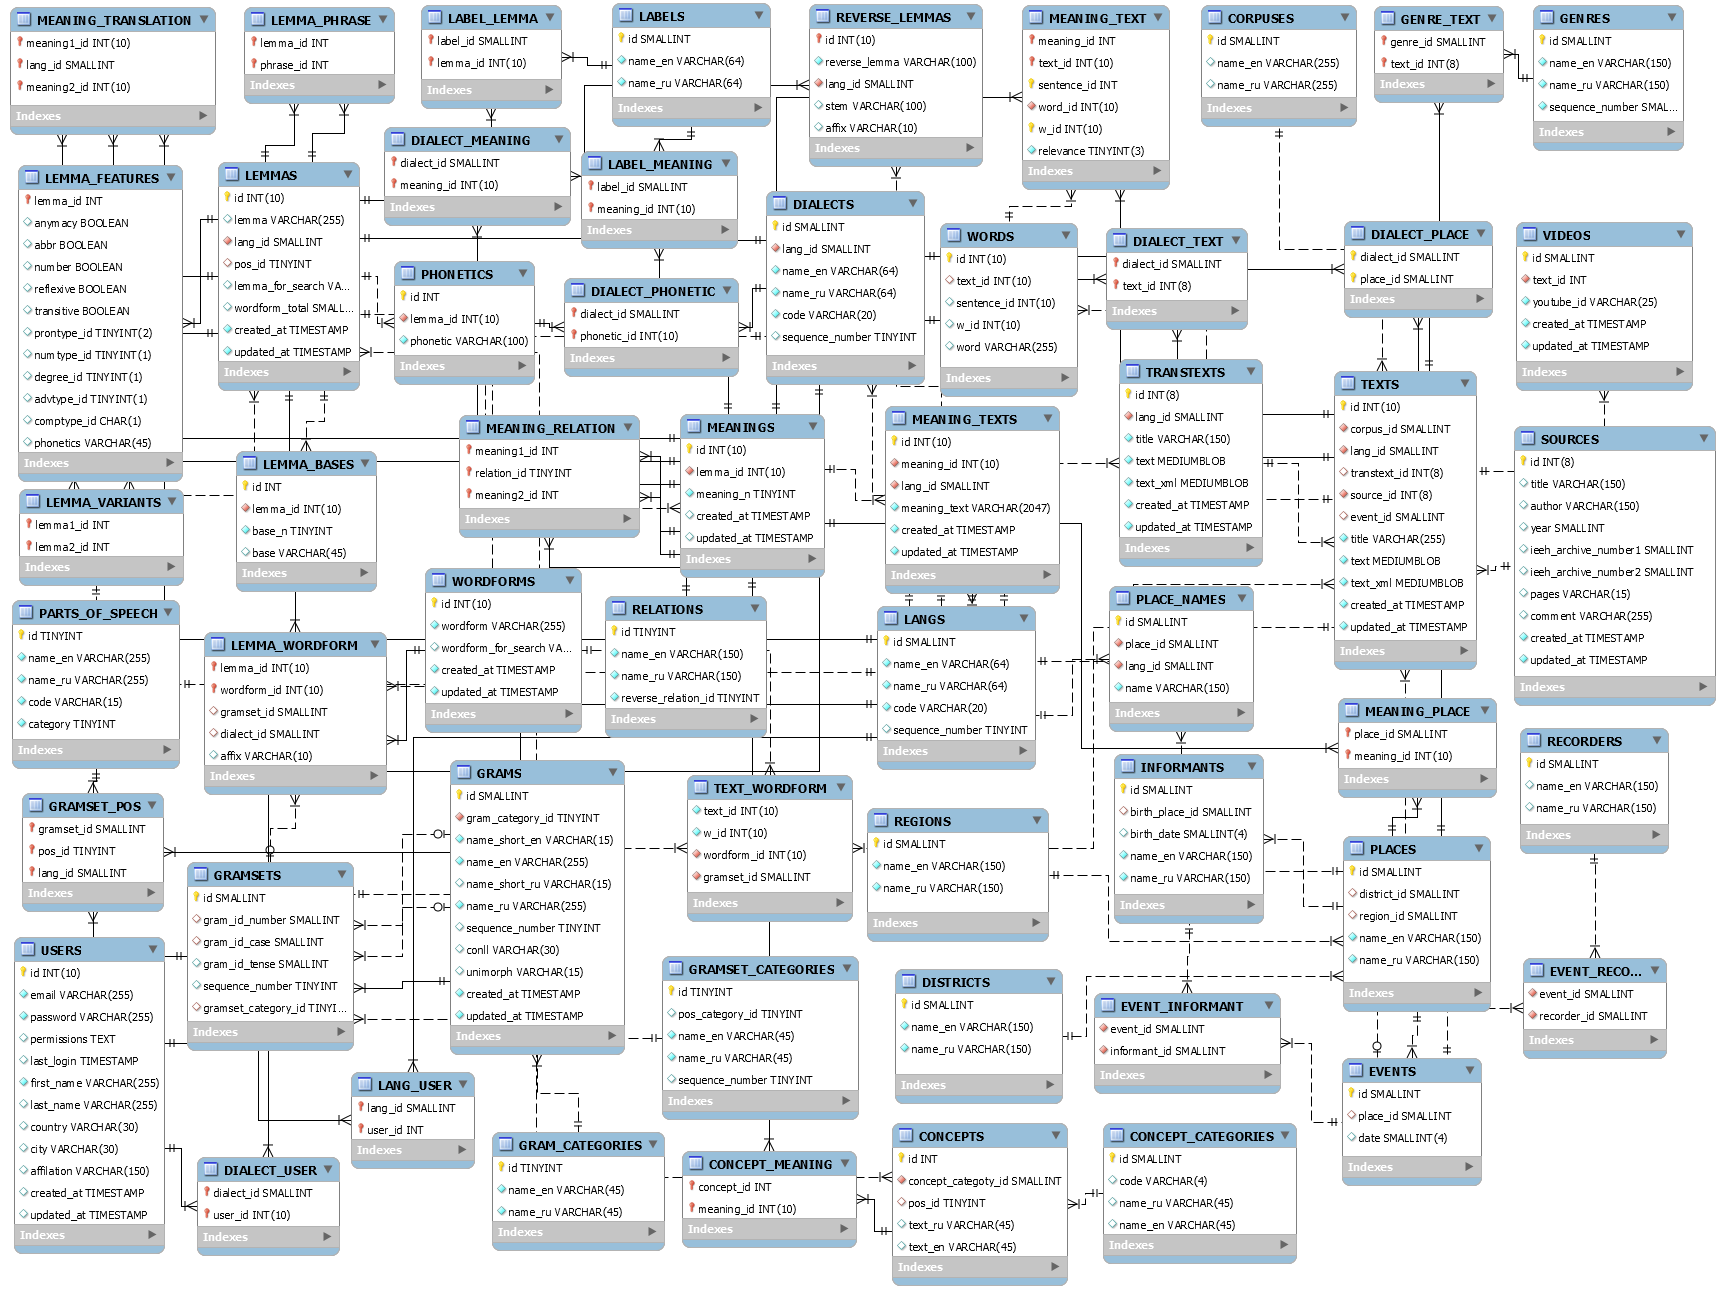 MEANING_TRANSLATION
meaning1_id INT(10)
lang_id SMALLINT
meaning2_id INT(10)
Indexes
LEMMA_PHRASE
lemma_id INT
phrase_id INT
Indexes
LABEL_LEMMA
label_id SMALLINT
lemma_id INT(10)
Indexes
LABELS
id SMALLINT
name_en VARCHAR(64)
name_ru VARCHAR(64)
Indexes
REVERSE_LEMMAS
id INT(10)
reverse_lemma VARCHAR(100)
lang_id SMALLINT
stem VARCHAR(100)
affix VARCHAR(10)
Indexes
MEANING_TEXT
meaning_id INT
text_id INT(10)
sentence_id INT
word_id INT(10)
w_id INT(10)
relevance TINYINT(3)
Indexes
CORPUSES
id SMALLINT
name_en VARCHAR(255)
name_ru VARCHAR(255)
Indexes
GENRE_TEXT
genre_id SMALLINT
text_id INT(8)
Indexes
GENRES
id SMALLINT
name_en VARCHAR(150)
name_ru VARCHAR(150)
sequence_number SMAL...
Indexes
LEMMA_FEATURES
lemma_id INT
anymacy BOOLEAN
abbr BOOLEAN
number BOOLEAN
reflexive BOOLEAN
transitive BOOLEAN
prontype_id TINYINT(2)
numtype_id TINYINT(1)
degree_id TINYINT(1)
advtype_id TINYINT(1)
comptype_id CHAR(1)
phonetics VARCHAR(45)
Indexes
LEMMAS
id INT(10)
lemma VARCHAR(255)
lang_id SMALLINT
pos_id TINYINT
lemma_for_search VA...
wordform_total SMALL...
created_at TIMESTAMP
updated_at TIMESTAMP
Indexes
DIALECT_MEANING
dialect_id SMALLINT
meaning_id INT(10)
Indexes
LABEL_MEANING
label_id SMALLINT
meaning_id INT(10)
Indexes
DIALECTS
id SMALLINT
lang_id SMALLINT
name_en VARCHAR(64)
name_ru VARCHAR(64)
code VARCHAR(20)
sequence_number TINYINT
Indexes
WORDS
id INT(10)
text_id INT(10)
sentence_id INT(10)
w_id INT(10)
word VARCHAR(255)
Indexes
DIALECT_TEXT
dialect_id SMALLINT
text_id INT(8)
Indexes
DIALECT_PLACE
dialect_id SMALLINT
place_id SMALLINT
Indexes
VIDEOS
id SMALLINT
text_id INT
youtube_id VARCHAR(25)
created_at TIMESTAMP
updated_at TIMESTAMP
Indexes
PHONETICS
id INT
lemma_id INT(10)
phonetic VARCHAR(100)
Indexes
DIALECT_PHONETIC
dialect_id SMALLINT
phonetic_id INT(10)
Indexes
TRANSTEXTS
id INT(8)
lang_id SMALLINT
title VARCHAR(150)
text MEDIUMBLOB
text_xml MEDIUMBLOB
created_at TIMESTAMP
updated_at TIMESTAMP
Indexes
TEXTS
id INT(10)
corpus_id SMALLINT
lang_id SMALLINT
transtext_id INT(8)
source_id INT(8)
event_id SMALLINT
title VARCHAR(255)
text MEDIUMBLOB
text_xml MEDIUMBLOB
created_at TIMESTAMP
updated_at TIMESTAMP
Indexes
SOURCES
id INT(8)
title VARCHAR(150)
author VARCHAR(150)
year SMALLINT
ieeh_archive_number1 SMALLINT
ieeh_archive_number2 SMALLINT
pages VARCHAR(15)
comment VARCHAR(255)
created_at TIMESTAMP
updated_at TIMESTAMP
Indexes
LEMMA_VARIANTS
lemma1_id INT
lemma2_id INT
Indexes
LEMMA_BASES
id INT
lemma_id INT(10)
base_n TINYINT
base VARCHAR(45)
Indexes
MEANING_RELATION
meaning1_id INT
relation_id TINYINT
meaning2_id INT
Indexes
MEANINGS
id INT(10)
lemma_id INT(10)
meaning_n TINYINT
created_at TIMESTAMP
updated_at TIMESTAMP
Indexes
MEANING_TEXTS
id INT(10)
meaning_id INT(10)
lang_id SMALLINT
meaning_text VARCHAR(2047)
created_at TIMESTAMP
updated_at TIMESTAMP
Indexes
PARTS_OF_SPEECH
id TINYINT
name_en VARCHAR(255)
name_ru VARCHAR(255)
code VARCHAR(15)
category TINYINT
Indexes
LEMMA_WORDFORM
lemma_id INT(10)
wordform_id INT(10)
gramset_id SMALLINT
dialect_id SMALLINT
affix VARCHAR(10)
Indexes
WORDFORMS
id INT(10)
wordform VARCHAR(255)
wordform_for_search VA...
created_at TIMESTAMP
updated_at TIMESTAMP
Indexes
RELATIONS
id TINYINT
name_en VARCHAR(150)
name_ru VARCHAR(150)
reverse_relation_id TINYINT
Indexes
LANGS
id SMALLINT
name_en VARCHAR(64)
name_ru VARCHAR(64)
code VARCHAR(20)
sequence_number TINYINT
Indexes
PLACE_NAMES
id SMALLINT
place_id SMALLINT
lang_id SMALLINT
name VARCHAR(150)
Indexes
MEANING_PLACE
place_id SMALLINT
meaning_id INT(10)
Indexes
RECORDERS
id SMALLINT
name_en VARCHAR(150)
name_ru VARCHAR(150)
Indexes
GRAMSET_POS
gramset_id SMALLINT
pos_id TINYINT
lang_id SMALLINT
Indexes
GRAMSETS
id SMALLINT
gram_id_number SMALLINT
gram_id_case SMALLINT
gram_id_tense SMALLINT
sequence_number TINYINT
gramset_category_id TINYI...
Indexes
GRAMS
id SMALLINT
gram_category_id TINYINT
name_short_en VARCHAR(15)
name_en VARCHAR(255)
name_short_ru VARCHAR(15)
name_ru VARCHAR(255)
sequence_number TINYINT
conll VARCHAR(30)
unimorph VARCHAR(15)
created_at TIMESTAMP
updated_at TIMESTAMP
Indexes
TEXT_WORDFORM
text_id INT(10)
w_id INT(10)
wordform_id INT(10)
gramset_id SMALLINT
Indexes
REGIONS
id SMALLINT
name_en VARCHAR(150)
name_ru VARCHAR(150)
Indexes
INFORMANTS
id SMALLINT
birth_place_id SMALLINT
birth_date SMALLINT(4)
name_en VARCHAR(150)
name_ru VARCHAR(150)
Indexes
PLACES
id SMALLINT
district_id SMALLINT
region_id SMALLINT
name_en VARCHAR(150)
name_ru VARCHAR(150)
Indexes
USERS
id INT(10)
email VARCHAR(255)
password VARCHAR(255)
permissions TEXT
last_login TIMESTAMP
first_name VARCHAR(255)
last_name VARCHAR(255)
country VARCHAR(30)
city VARCHAR(30)
affilation VARCHAR(150)
created_at TIMESTAMP
updated_at TIMESTAMP
Indexes
GRAMSET_CATEGORIES
id TINYINT
pos_category_id TINYINT
name_en VARCHAR(45)
name_ru VARCHAR(45)
sequence_number TINYINT
Indexes
DISTRICTS
id SMALLINT
name_en VARCHAR(150)
name_ru VARCHAR(150)
Indexes
EVENT_INFORMANT
event_id SMALLINT
informant_id SMALLINT
Indexes
EVENT_RECO...
event_id SMALLINT
recorder_id SMALLINT
Indexes
EVENTS
id SMALLINT
place_id SMALLINT
date SMALLINT(4)
Indexes
LANG_USER
lang_id SMALLINT
user_id INT
Indexes
DIALECT_USER
dialect_id SMALLINT
user_id INT(10)
Indexes
GRAM_CATEGORIES
id TINYINT
name_en VARCHAR(45)
name_ru VARCHAR(45)
Indexes
CONCEPT_MEANING
concept_id INT
meaning_id INT(10)
Indexes
CONCEPTS
id INT
concept_categoty_id SMALLINT
pos_id TINYINT
text_ru VARCHAR(45)
text_en VARCHAR(45)
Indexes
CONCEPT_CATEGORIES
id SMALLINT
code VARCHAR(4)
name_ru VARCHAR(45)
name_en VARCHAR(45)
Indexes